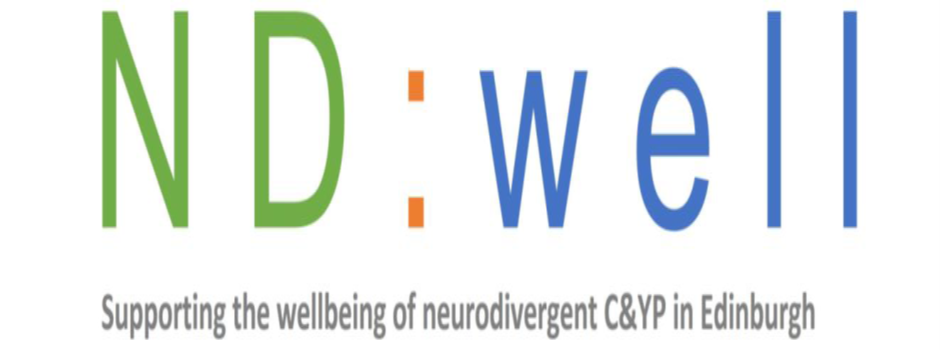 ND:well
Supporting the wellbeing of neurodivergent C&YP in Edinburgh